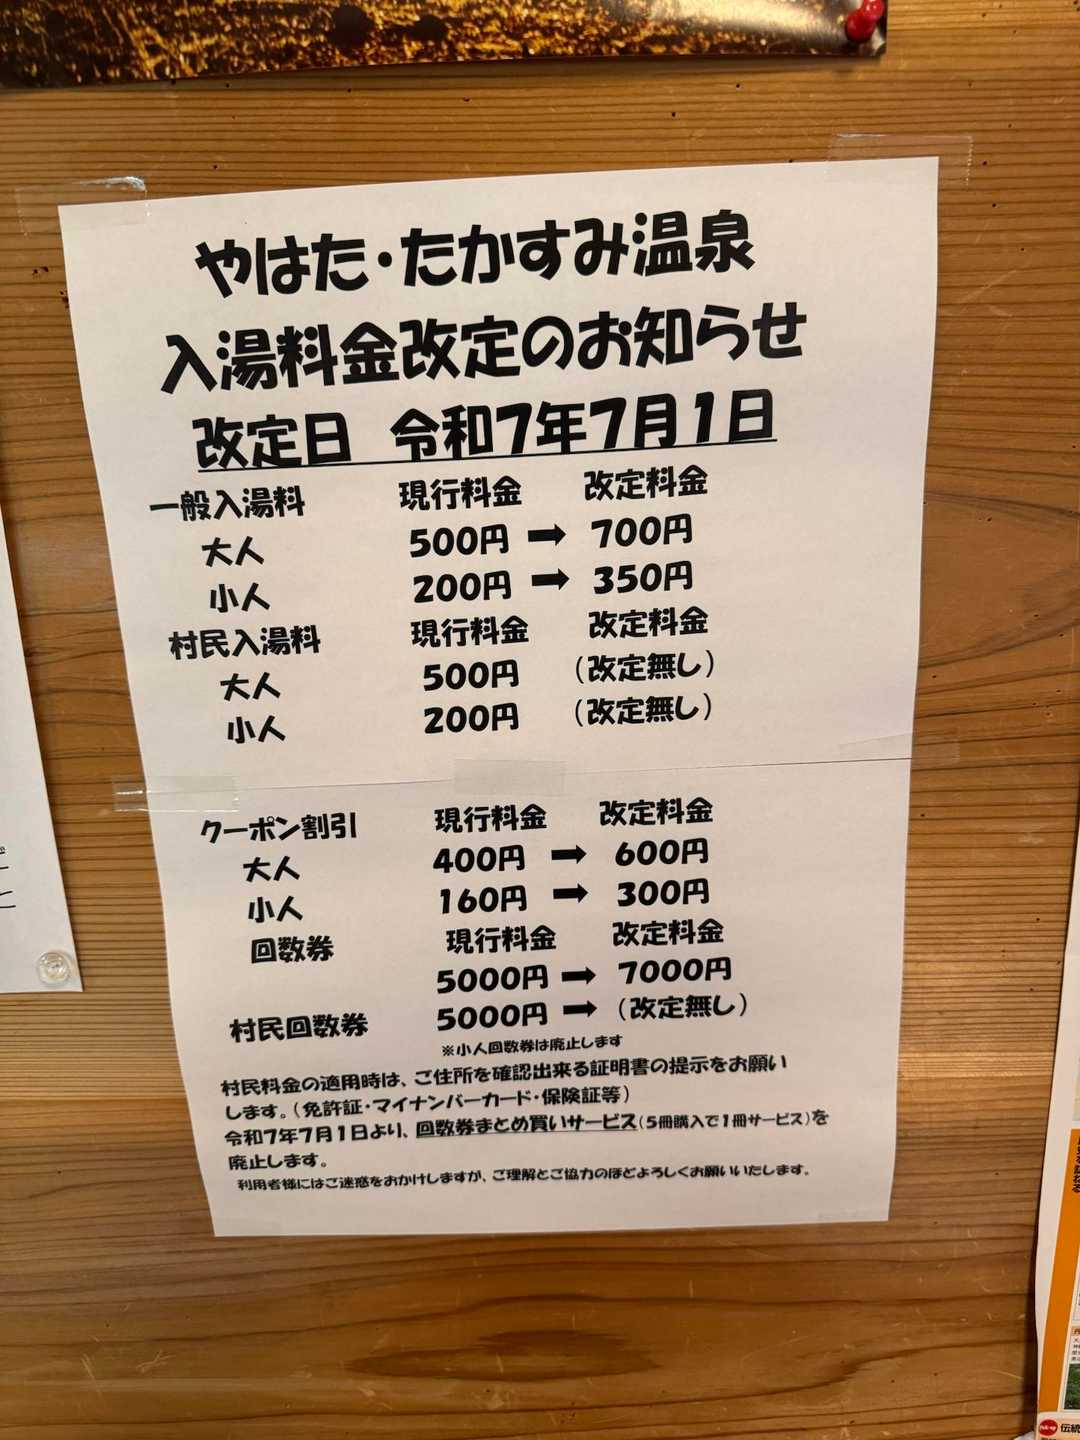 やはた・たかすみ温泉
入湯料金改定のお知らせ
改定日　令和7年7月1日
一般入湯料　現行料金　改定料金
大人　500円 ➡ 700円
小人　200円 ➡ 350円
村民入湯料　現行料金　改定料金
大人　500円　（改定無し）
小人　200円　（改定無し）
クーポン割引　現行料金　改定料金
大人　400円 ➡ 600円
小人　160円 ➡ 300円
回数券　現行料金　改定料金
5000円 ➡ 7000円
村民回数券　5000円 ➡ （改定無し）
※小人回数券は廃止します
村民料金の適用時は、ご住所を確認出来る証明書の提示をお願い
します。（免許証・マイナンバーカード・保険証等）
令和7年7月1日より、回数券まとめ買いサービス（5冊購入で1冊サービス）を
廃止します。
利用者様にはご迷惑をおかけしますが、ご理解とご協力のほどよろしくお願いいたします。
伝統